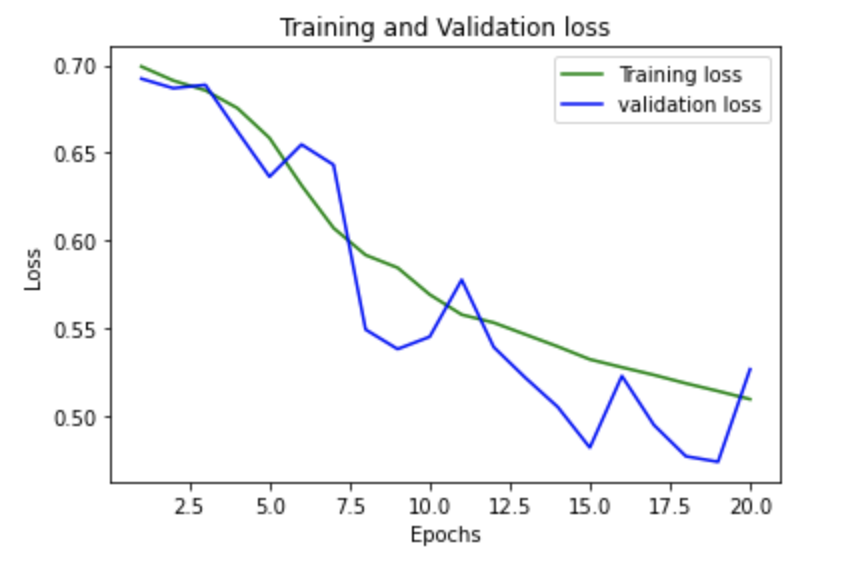 Training and Validation loss
Training loss
validation loss
0.70
0.65
0.60
0.55
0.50
Loss
2.5 5.0 7.5 10.0 12.5 15.0 17.5 20.0
Epochs